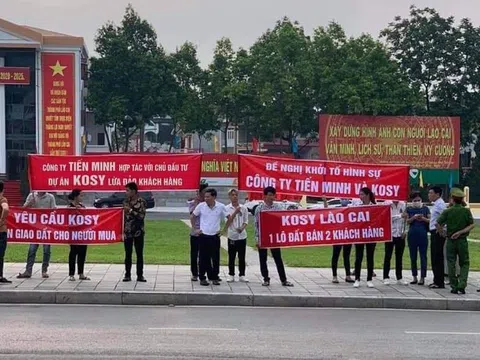 2019 - 2025
XÂY DỰNG HÌNH ẢNH CON NGƯỜI LÀO CAI
VĂN MINH, LỊCH SỰ, THÂN THIỆN, KỶ CƯƠNG
NGHĨA VIỆT
CÔNG TY TIẾN MINH HỢP TÁC VỚI CHỦ ĐẦU TƯ
DỰ ÁN KOSY LỪA ĐẢO KHÁCH HÀNG
ĐỀ NGHỊ KHỞI TỐ HÌNH SỰ
CÔNG TY TIẾN MINH VÀ KOSY
YÊU CẦU KOSY
GIAO ĐẤT CHO NGƯỜI MUA
KOSY LÀO CAI
1 LÔ ĐẤT BÁN 2 KHÁCH HÀNG